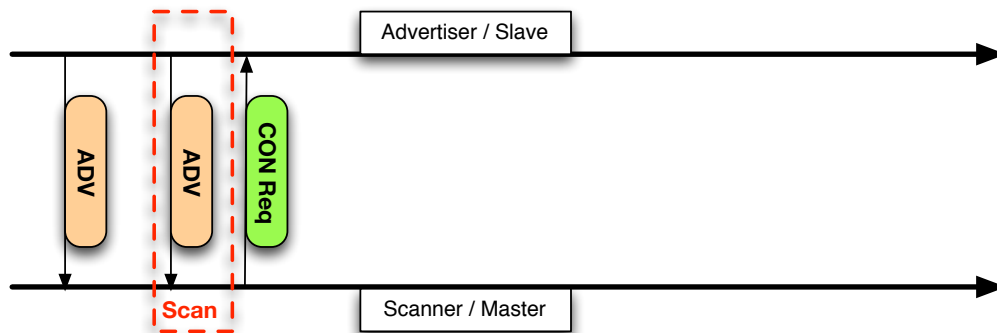 Advertiser / Slave
ADV
ADV
CON Req
Scan
Scanner / Master